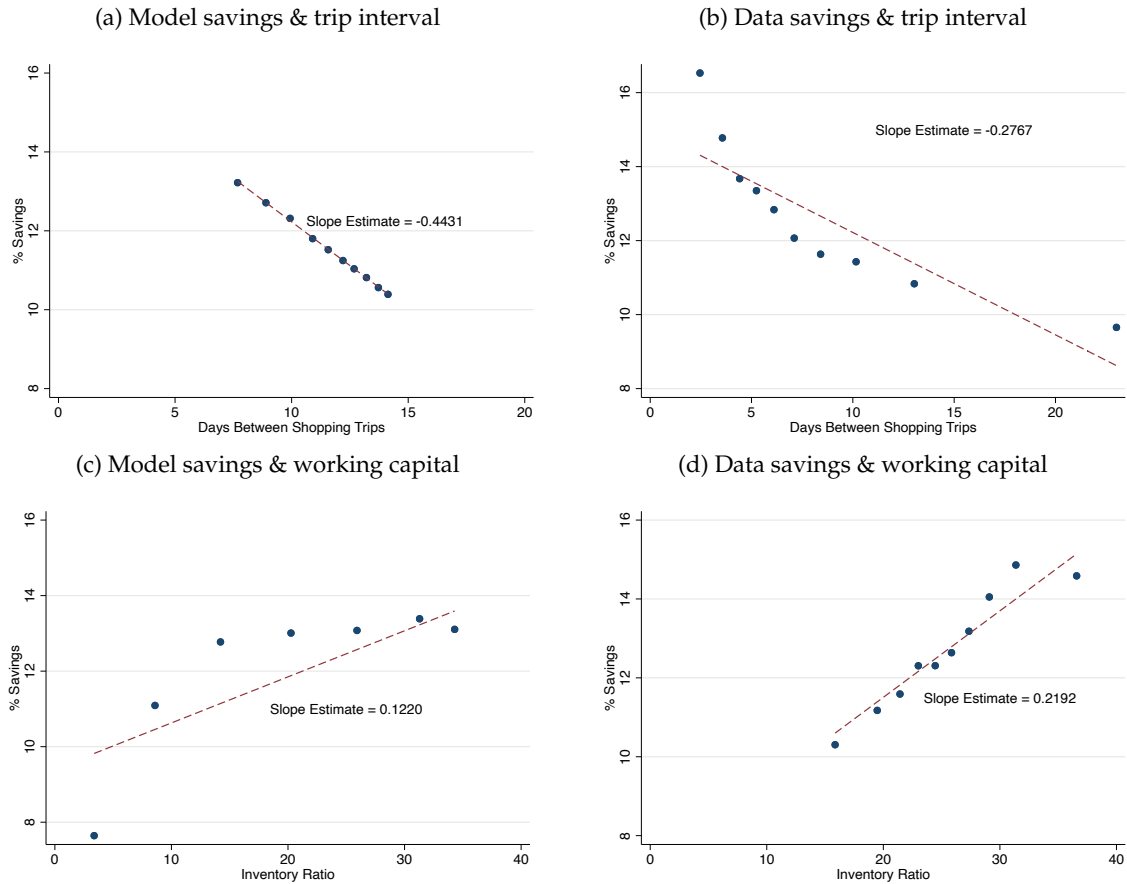 (a) Model savings & trip interval
16
14
12
10
8
% Savings
Slope Estimate = -0.4431
0 5 10 15 20
Days Between Shopping Trips
(b) Data savings & trip interval
16
14
12
10
8
% Savings
Slope Estimate = -0.2767
0 5 10 15 20
Days Between Shopping Trips
(c) Model savings & working capital
16
14
12
10
8
% Savings
Slope Estimate = 0.1220
0 10 20 30 40
Inventory Ratio
(d) Data savings & working capital
16
14
12
10
8
% Savings
Slope Estimate = 0.2192
0 10 20 30 40
Inventory Ratio